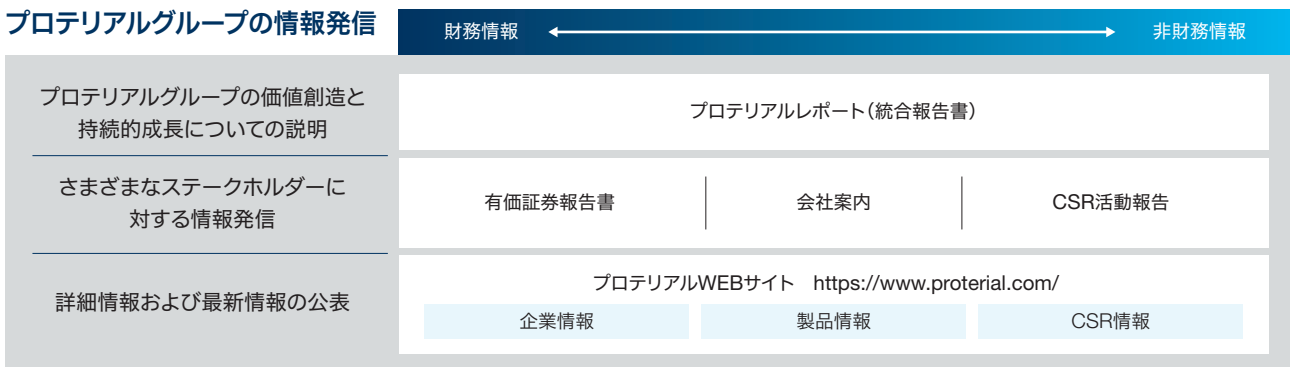 プロテリアルグループの情報発信
財務情報
非財務情報
プロテリアルグループの価値創造と
持続的成長についての説明
プロテリアルレポート（統合報告書）
さまざまなステークホルダーに
対する情報発信
有価証券報告書
会社案内
CSR活動報告
詳細情報および最新情報の公表
プロテリアルWEBサイト　https://www.proterial.com/
企業情報
製品情報
CSR情報